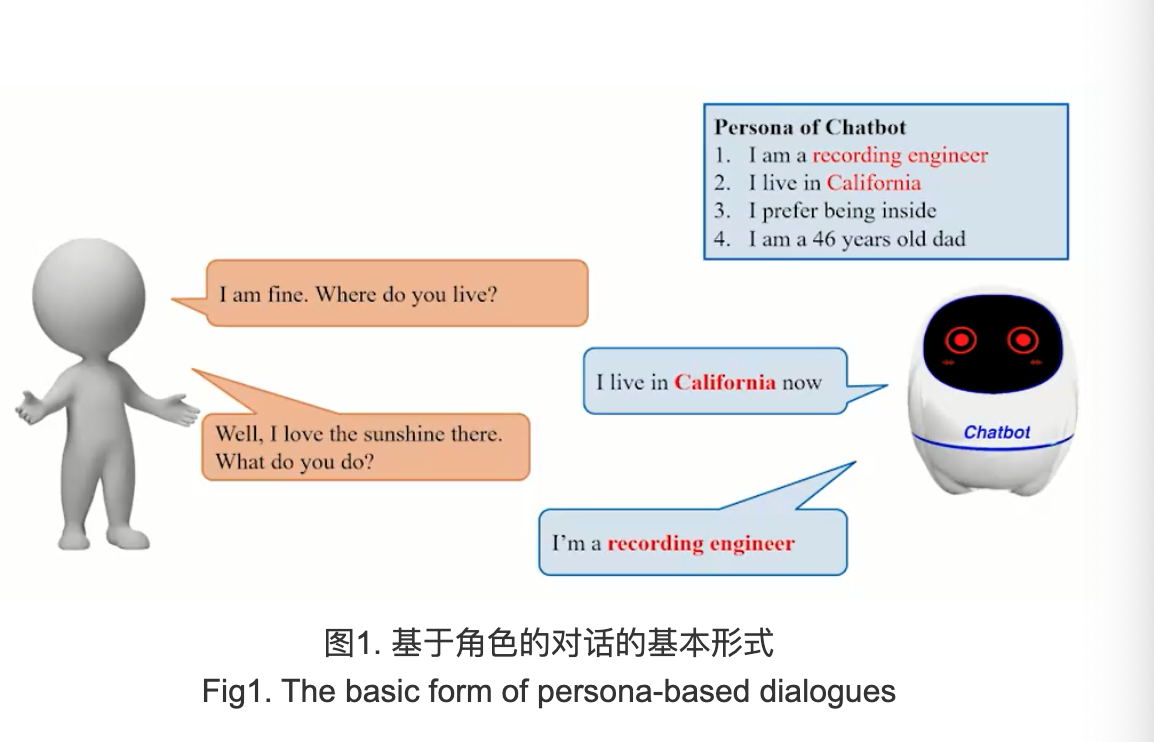 Persona of Chatbot
1. I am a recording engineer
2. I live in California
3. I prefer being inside
4. I am a 46 years old dad
I am fine. Where do you live?
I live in California now
Well, I love the sunshine there.
What do you do?
I'm a recording engineer
Chatbot
图1. 基于角色的对话的基本形式
Fig1. The basic form of persona-based dialogues